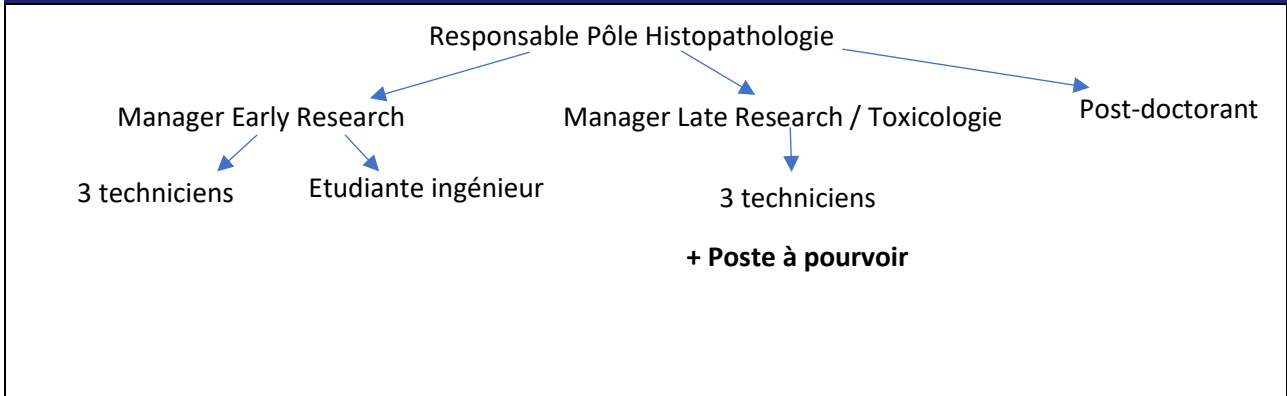 Responsable Pôle Histopathologie
Manager Early Research
Manager Late Research / Toxicologie
Post-doctorant
3 techniciens
Etudiante ingénieur
3 techniciens
+ Poste à pourvoir